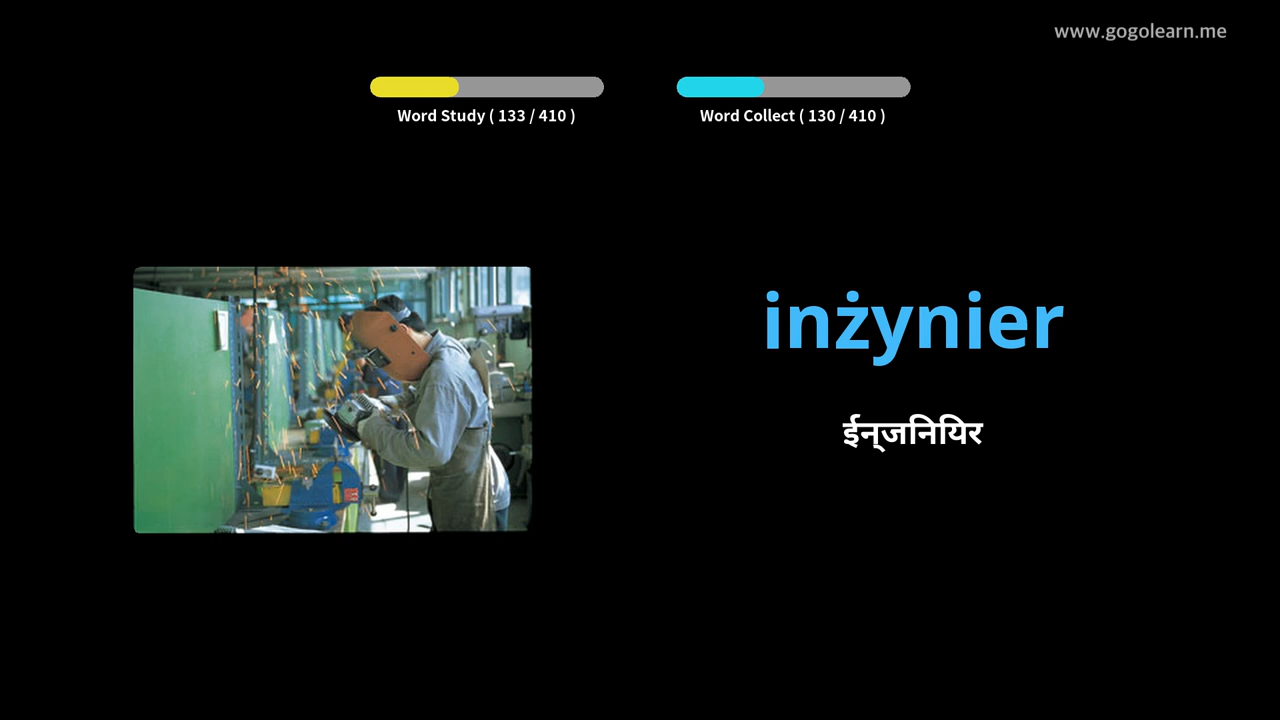 www.gogolearn.me
Word Study ( 133 / 410 )
Word Collect ( 130 / 410 )
inżynier
ईन्‌जनियिर